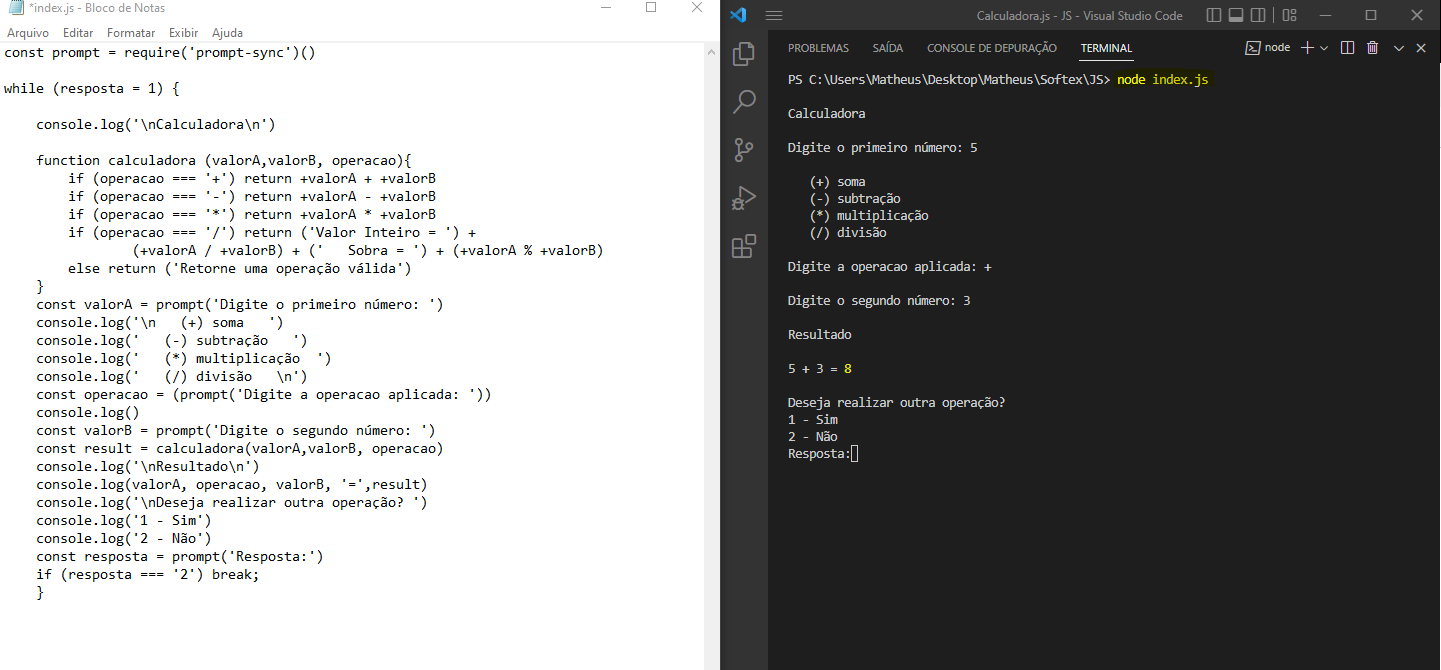 *index.js - Bloco de Notas
Arquivo Editar Formatar Exibir Ajuda
const prompt = require('prompt-sync')()
while (resposta = 1) {
    console.log('\nCalculadora\n')
    function calculadora (valorA,valorB, operacao){
        if (operacao === '+') return +valorA + +valorB
        if (operacao === '-') return +valorA - +valorB
        if (operacao === '*') return +valorA * +valorB
        if (operacao === '/') return ('Valor Inteiro = ') +
                (+valorA / +valorB) + ('   Sobra = ') + (+valorA % +valorB)
        else return ('Retorne uma operação válida')
    }
    const valorA = prompt('Digite o primeiro número: ')
    console.log('\n   (+) soma   ')
    console.log('   (-) subtração   ')
    console.log('   (*) multiplicação  ')
    console.log('   (/) divisão   \n')
    const operacao = (prompt('Digite a operacao aplicada: '))
    console.log()
    const valorB = prompt('Digite o segundo número: ')
    const result = calculadora(valorA,valorB, operacao)
    console.log('\nResultado\n')
    console.log(valorA, operacao, valorB, '=',result)
    console.log('\nDeseja realizar outra operação? ')
    console.log('1 - Sim')
    console.log('2 - Não')
    const resposta = prompt('Resposta:')
    if (resposta === '2') break;
    }
Calculadora.js - JS - Visual Studio Code
PROBLEMAS SAÍDA CONSOLE DE DEPURAÇÃO TERMINAL node
PS C:\Users\Matheus\Desktop\Matheus\Softex\JS> node index.js
Calculadora
Digite o primeiro número: 5
   (+) soma
   (-) subtração
   (*) multiplicação
   (/) divisão
Digite a operacao aplicada: +
Digite o segundo número: 3
Resultado
5 + 3 = 8
Deseja realizar outra operação?
1 - Sim
2 - Não
Resposta: